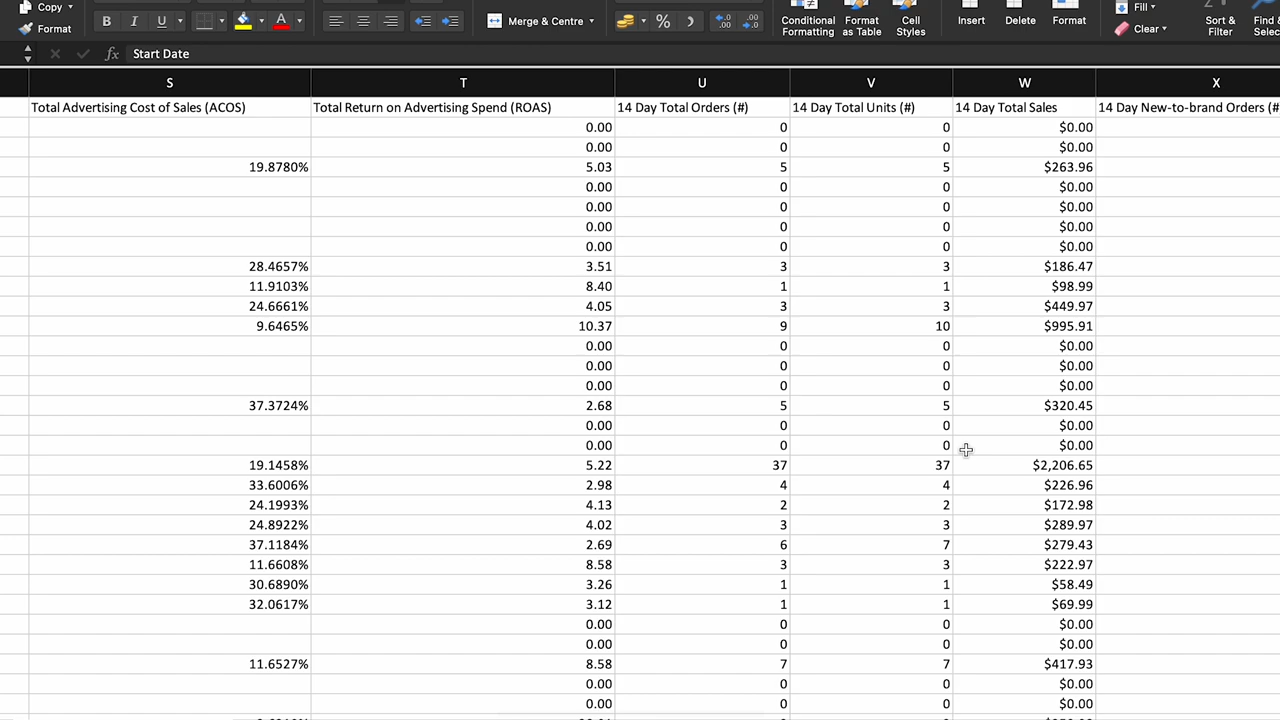 Copy
Format
B I U A
Merge & Centre
% )
.00 .0
Conditional Formatting
Format as Table
Cell Styles
Insert
Delete
Format
Fill
Clear
Sort & Filter
Find &
fx Start Date
S T U V W X
Total Advertising Cost of Sales (ACOS) Total Return on Advertising Spend (ROAS) 14 Day Total Orders (#) 14 Day Total Units (#) 14 Day Total Sales 14 Day New-to-brand Orders (#
0.00 0 0 $0.00
0.00 0 0 $0.00
19.8780% 5.03 5 5 $263.96
0.00 0 0 $0.00
0.00 0 0 $0.00
0.00 0 0 $0.00
0.00 0 0 $0.00
28.4657% 3.51 3 3 $186.47
11.9103% 8.40 1 1 $98.99
24.6661% 4.05 3 3 $449.97
9.6465% 10.37 9 10 $995.91
0.00 0 0 $0.00
0.00 0 0 $0.00
0.00 0 0 $0.00
37.3724% 2.68 5 5 $320.45
0.00 0 0 $0.00
0.00 0 0 $0.00
19.1458% 5.22 37 37 $2,206.65
33.6006% 2.98 4 4 $226.96
24.1993% 4.13 2 2 $172.98
24.8922% 4.02 3 3 $289.97
37.1184% 2.69 6 7 $279.43
11.6608% 8.58 3 3 $222.97
30.6890% 3.26 1 1 $58.49
32.0617% 3.12 1 1 $69.99
0.00 0 0 $0.00
0.00 0 0 $0.00
11.6527% 8.58 7 7 $417.93
0.00 0 0 $0.00
0.00 0 0 $0.00